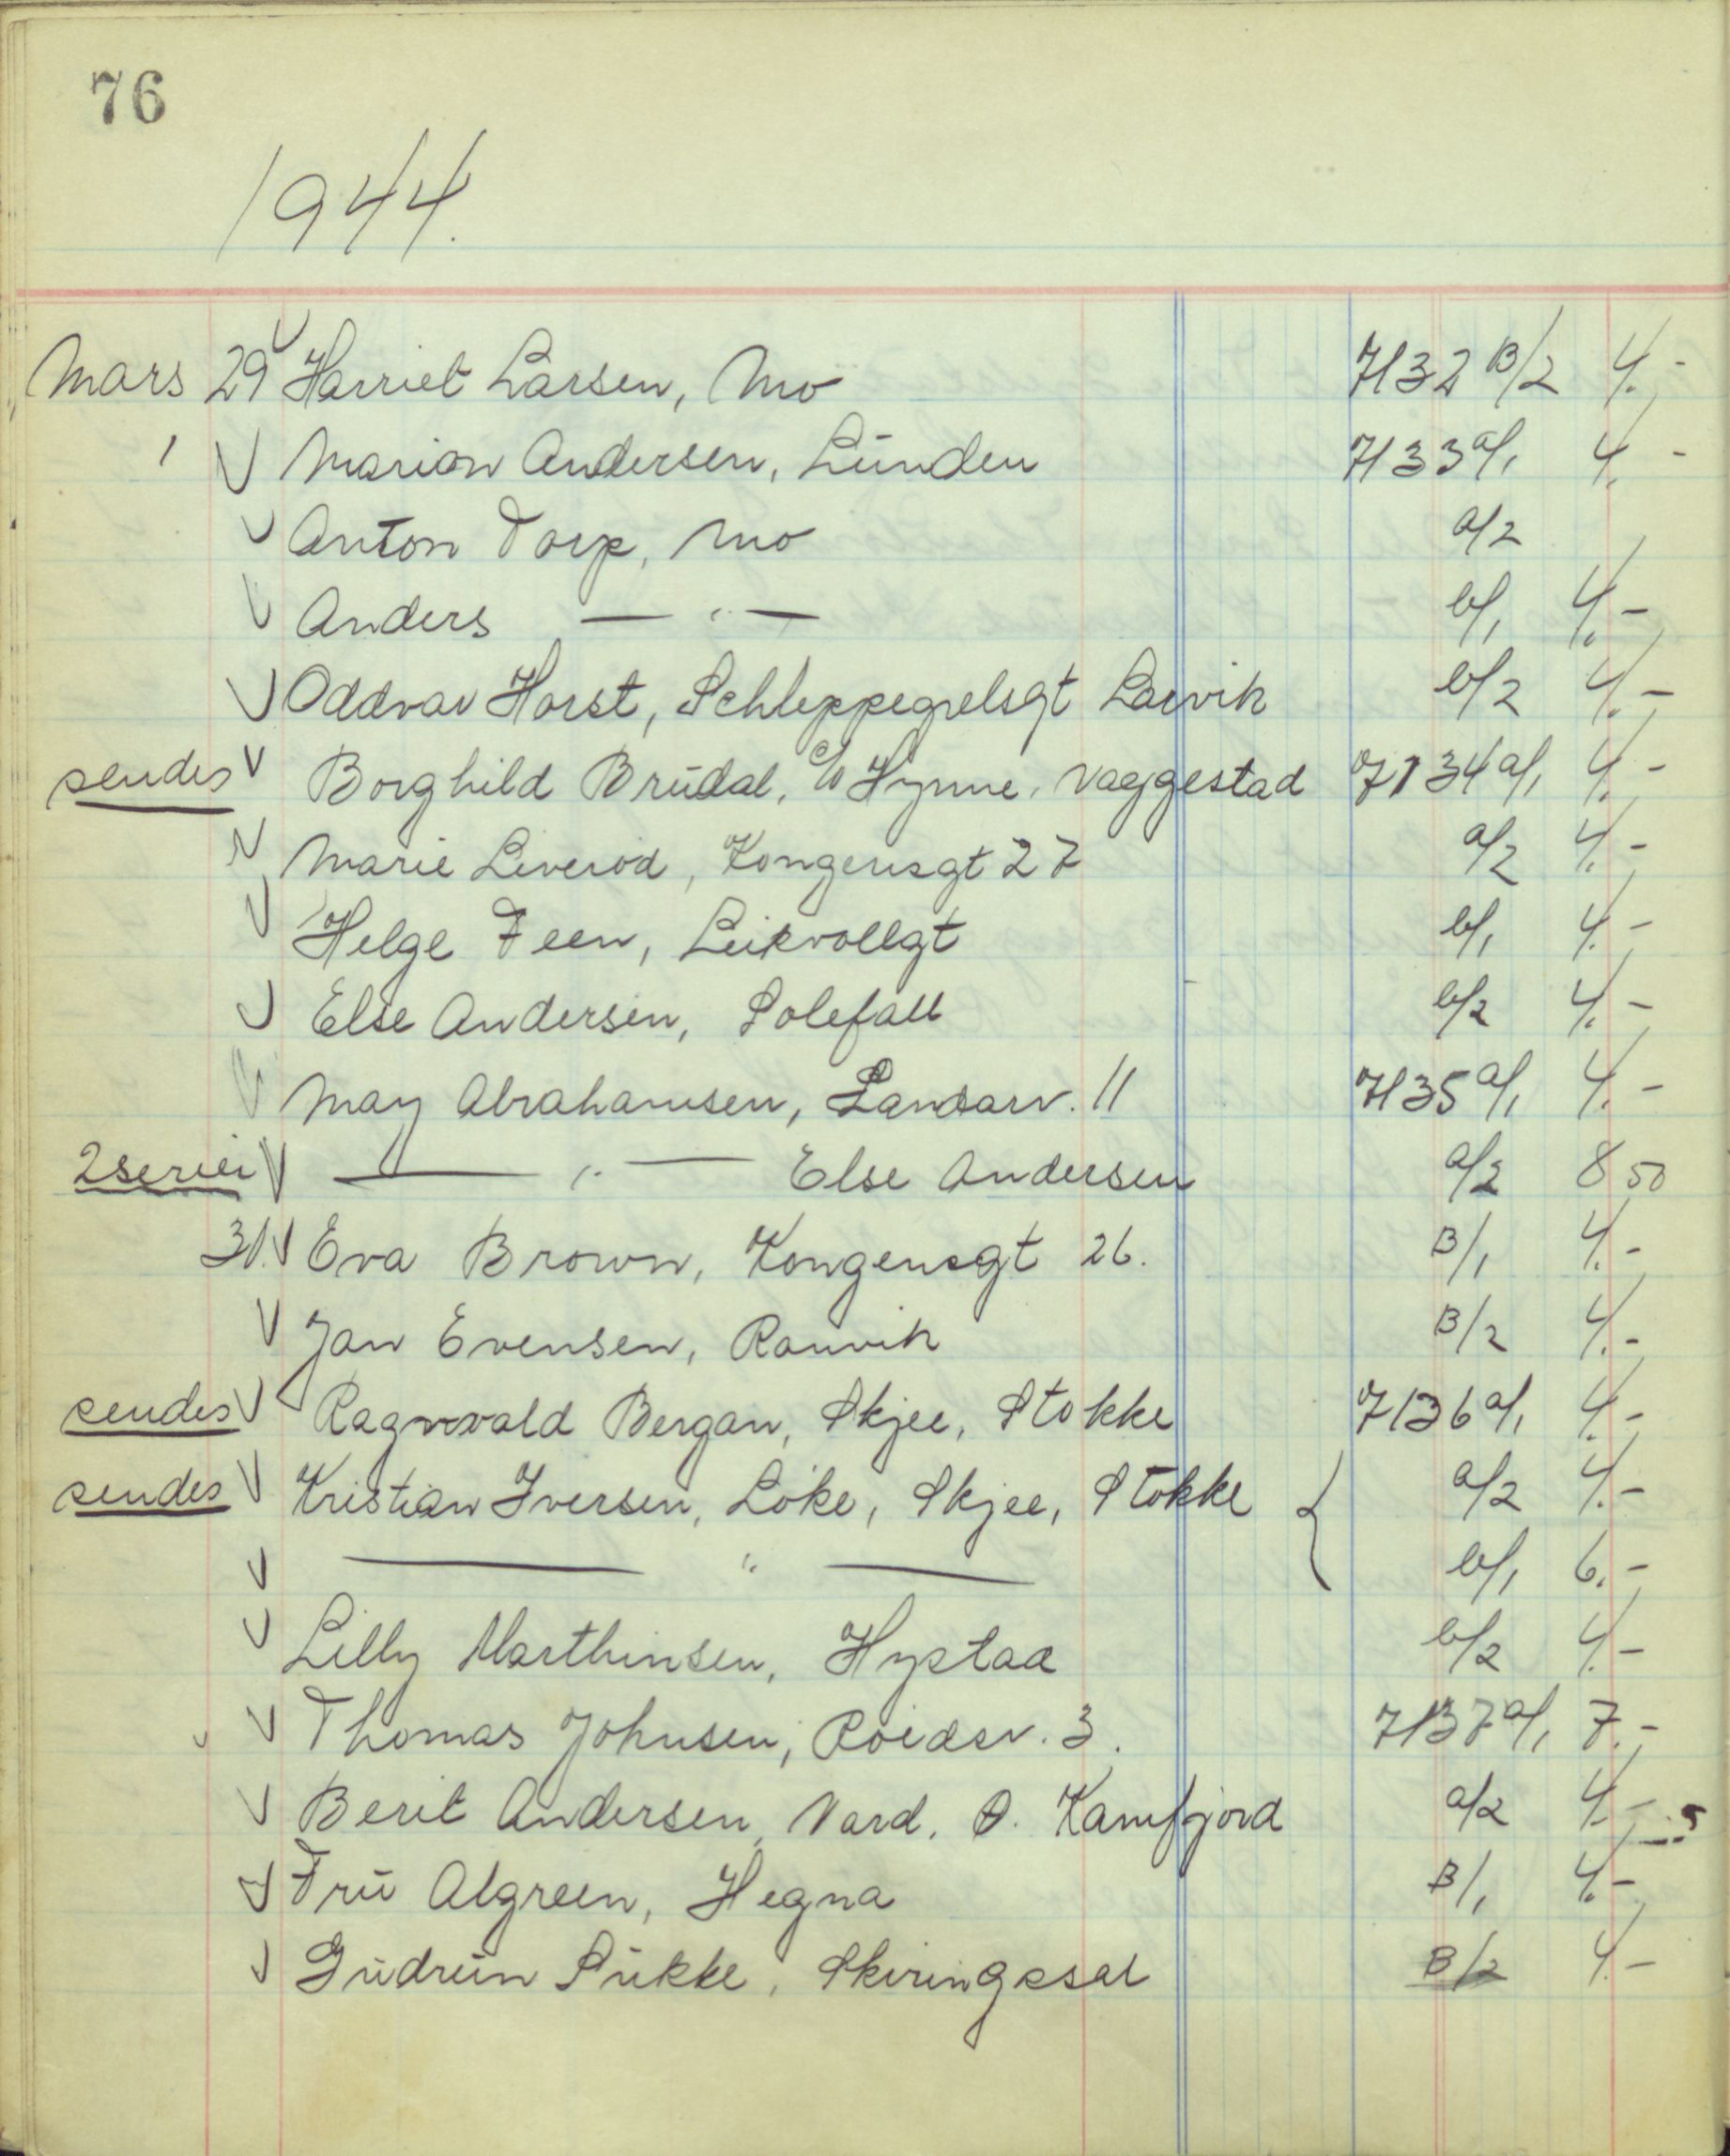 76
1944.
Mars 29 Harriet Larsen, Mo 7132 B/2 4.-
Marion Andersen, Lunden 7133 a/1 4.-
Anton Torp, Mo a/2
Anders — " — b/1 4.-
Oddvar Horst, Schleppegrelsgt Larvik b/2 4.-
sendes Borghild Brudal, c/o Hynne, Vaggestad 7134 a/1 4.-
Marie Liverød, Kongensgt 27 a/2 4.-
Helge Feen, Leikvollgt b/1 4.-
Else Andersen, Solefall b/2 4.-
May Abrahamsen, Landarv. 11 7135 a/1 4.-
2 serier — " — Else Andersen a/2 8 50
31. Eva Brown, Kongensgt 26. B/1 4.-
Jan Evensen, Ranvik B/2 4.-
sendes Ragnvald Bergan, Skjee, Stokke 7136 a/1 4.-
sendes Kristian Iversen, Løke, Skjee, Stokke { a/2 4.-
— " — b/1 6.-
Lilly Marthinsen, Hystad b/2 4.-
Thomas Johnsen, Roidsv. 3. 7137 a/1 7.-
Berit Andersen, Vard. Ø. Kamfjord a/2 4.-
Fru Algreen, Hegna B/1 4.-
Gudrun Sukke, Skiringssal B/2 4.-